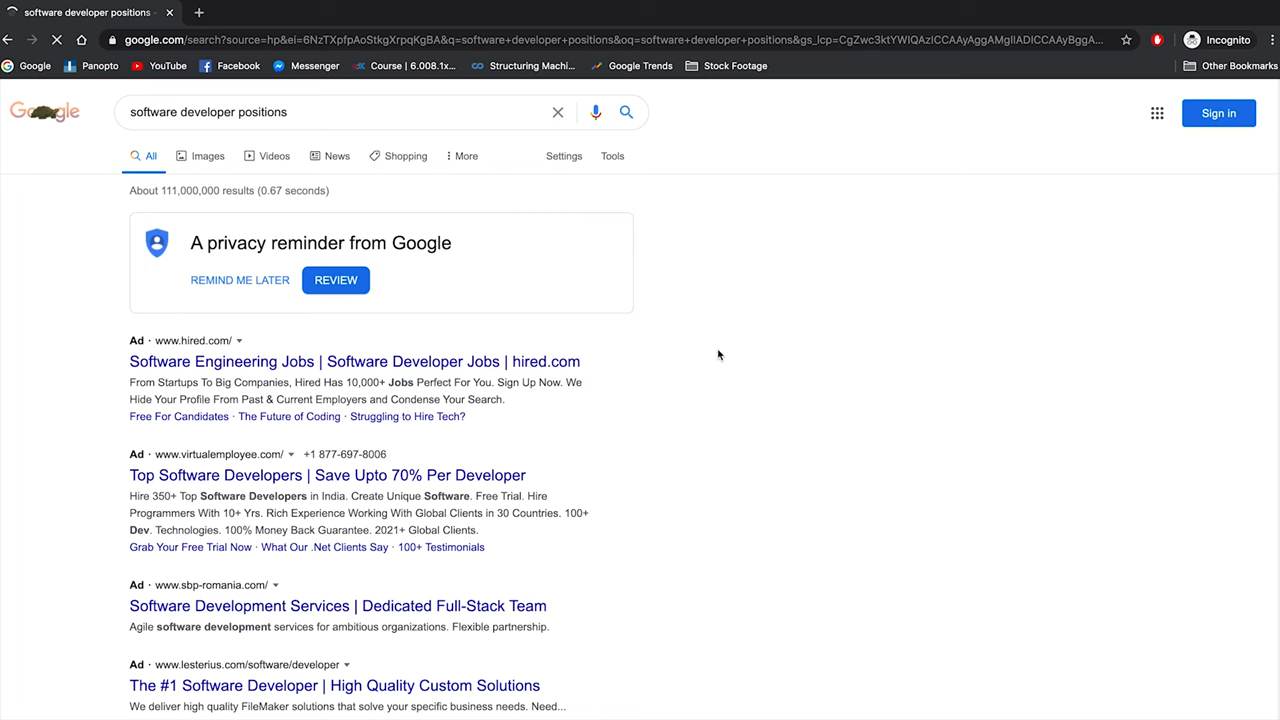 software developer positions -
google.com/search?source=hp&ei=6NzTXpfpAoStkgXrpqKgBA&q=software+developer+positions&oq=software+developer+positions&gs_lcp=CgZwc3ktYWIQAzICCAAyAggAMgIIADICCAAyBggA...
Incognito
Google Panopto YouTube Facebook Messenger Course | 6.008.1x... Structuring Machi... Google Trends Stock Footage Other Bookmarks
Google
software developer positions
Sign in
All Images Videos News Shopping More Settings Tools
About 111,000,000 results (0.67 seconds)
A privacy reminder from Google
REMIND ME LATER REVIEW
Ad · www.hired.com/
Software Engineering Jobs | Software Developer Jobs | hired.com
From Startups To Big Companies, Hired Has 10,000+ Jobs Perfect For You. Sign Up Now. We
Hide Your Profile From Past & Current Employers and Condense Your Search.
Free For Candidates · The Future of Coding · Struggling to Hire Tech?
Ad · www.virtualemployee.com/ +1 877-697-8006
Top Software Developers | Save Upto 70% Per Developer
Hire 350+ Top Software Developers in India. Create Unique Software. Free Trial. Hire
Programmers With 10+ Yrs. Rich Experience Working With Global Clients in 30 Countries. 100+
Dev. Technologies. 100% Money Back Guarantee. 2021+ Global Clients.
Grab Your Free Trial Now · What Our .Net Clients Say · 100+ Testimonials
Ad · www.sbp-romania.com/
Software Development Services | Dedicated Full-Stack Team
Agile software development services for ambitious organizations. Flexible partnership.
Ad · www.lesterius.com/software/developer
The #1 Software Developer | High Quality Custom Solutions
We deliver high quality FileMaker solutions that solve your specific business needs. Need...